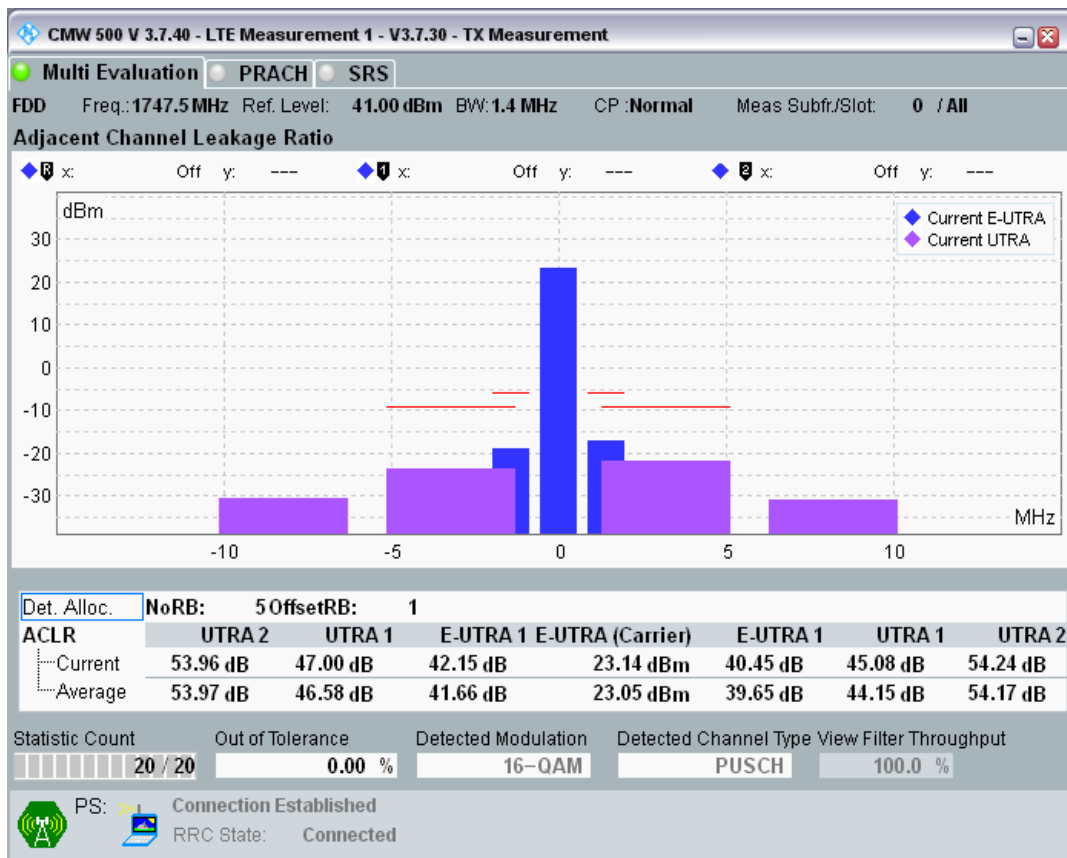 CMW 500 V 3.7.40 - LTE Measurement 1 - V3.7.30 - TX Measurement
Multi Evaluation PRACH SRS
FDD Freq.: 1747.5 MHz Ref. Level: 41.00 dBm BW: 1.4 MHz CP :Normal Meas Subfr./Slot: 0 / All
Adjacent Channel Leakage Ratio
R x: Off y: --- 1 x: Off y: --- 2 x: Off y: ---
dBm
Current E-UTRA
Current UTRA
30
20
10
0
-10
-20
-30
MHz
-10 -5 0 5 10
Det. Alloc. NoRB: 5 OffsetRB: 1
ACLR UTRA 2 UTRA 1 E-UTRA 1 E-UTRA (Carrier) E-UTRA 1 UTRA 1 UTRA 2
Current 53.96 dB 47.00 dB 42.15 dB 23.14 dBm 40.45 dB 45.08 dB 54.24 dB
Average 53.97 dB 46.58 dB 41.66 dB 23.05 dBm 39.65 dB 44.15 dB 54.17 dB
Statistic Count Out of Tolerance Detected Modulation Detected Channel Type View Filter Throughput
20 / 20 0.00 % 16-QAM PUSCH 100.0 %
PS: Connection Established
RRC State: Connected